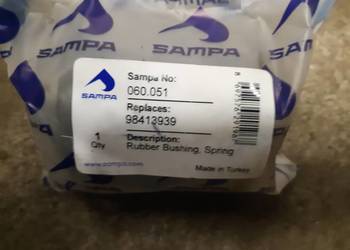 SAMPA
SAMPA
SAMPA
Sampa No:
060.051
Replaces:
98413939
1
Qty
Description:
Rubber Bushing, Spring
www.sampa.com
Made in Turkey